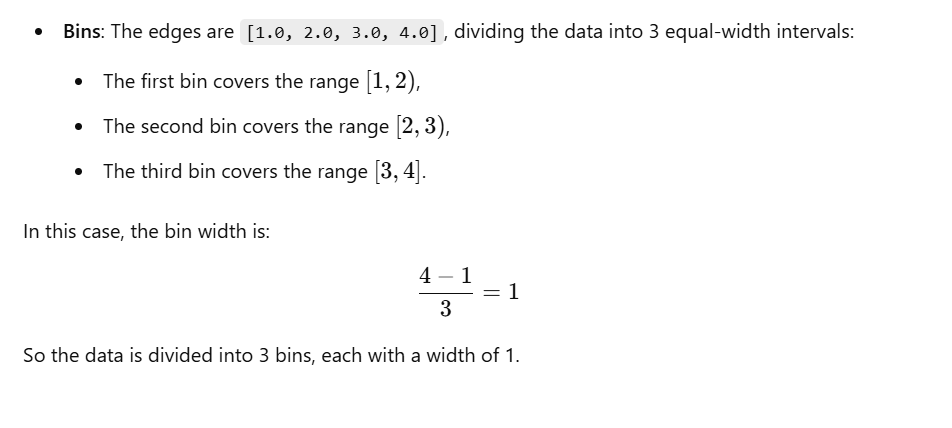 • Bins: The edges are [1.0, 2.0, 3.0, 4.0] , dividing the data into 3 equal-width intervals:
• The first bin covers the range [1, 2),
• The second bin covers the range [2, 3),
• The third bin covers the range [3, 4].
In this case, the bin width is:
4 − 1
3
= 1
So the data is divided into 3 bins, each with a width of 1.